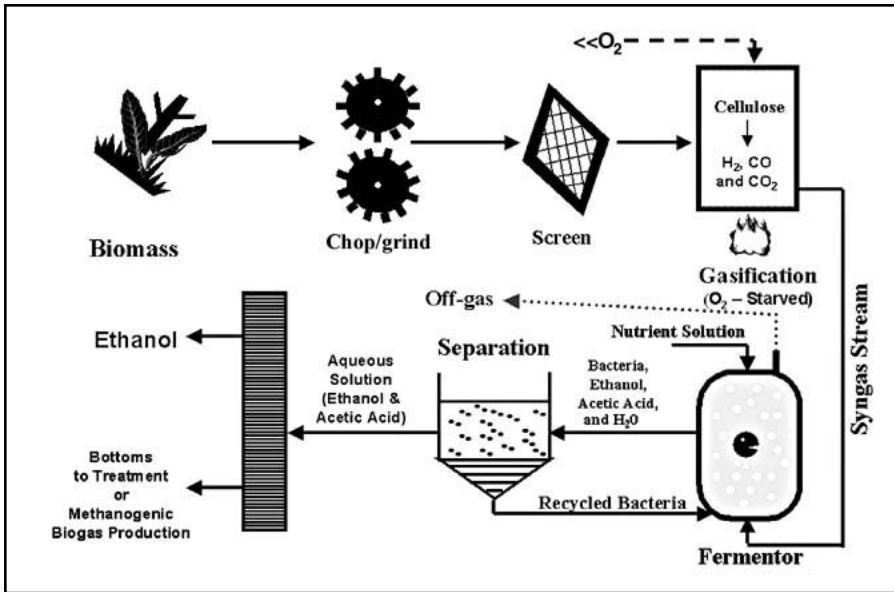 <<O₂
Cellulose
H₂, CO
and CO₂
Biomass
Chop/grind
Screen
Gasification
(O₂ – Starved)
Syngas Stream
Off-gas
Nutrient Solution
Separation
Ethanol
Aqueous
Solution
(Ethanol &
Acetic Acid)
Bacteria,
Ethanol,
Acetic Acid,
and H₂O
Bottoms
to Treatment
or
Methanogenic
Biogas Production
Recycled Bacteria
Fermentor